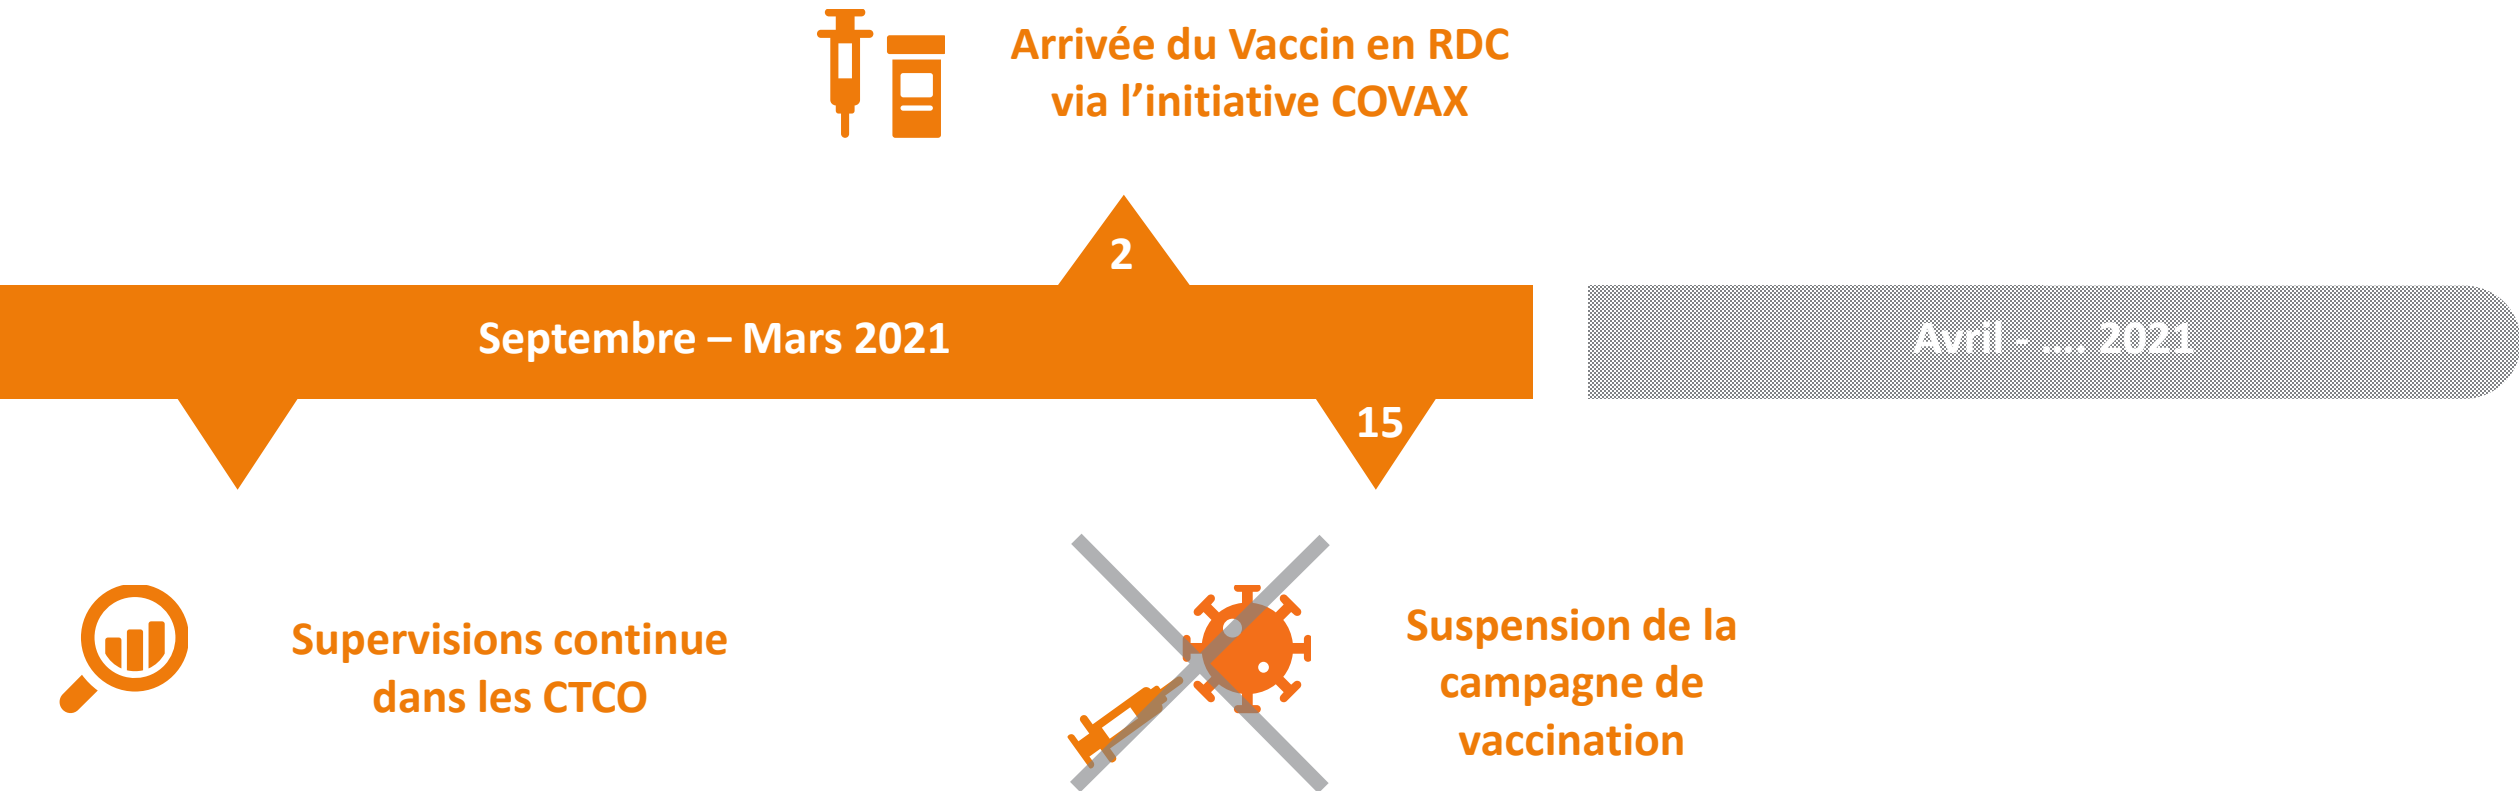 Arrivée du Vaccin en RDC
via l’initiative COVAX
2
Septembre – Mars 2021
Avril - .... 2021
15
Supervisions continue
dans les CTCO
Suspension de la
campagne de
vaccination